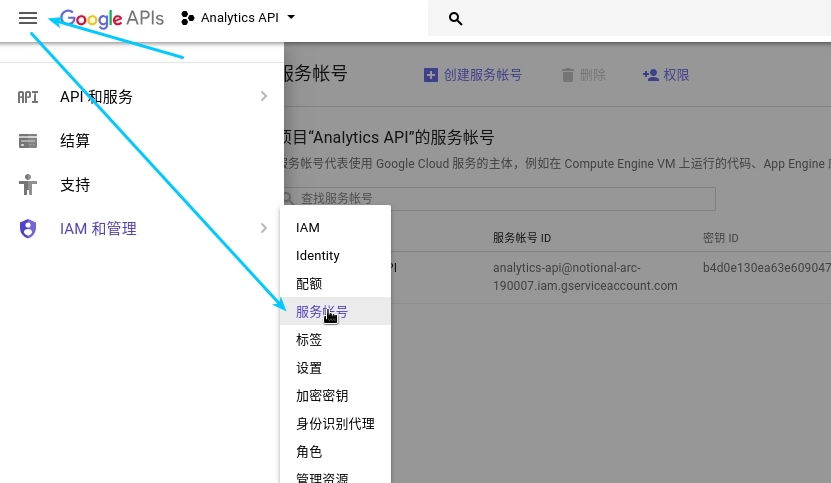 Google APIs
Analytics API
API 和服务
结算
支持
IAM 和管理
IAM
Identity
配额
服务帐号
标签
设置
加密密钥
身份识别代理
角色
管理资源
服务帐号
创建服务帐号
删除
权限
项目“Analytics API”的服务帐号
服务帐号代表使用 Google Cloud 服务的主体，例如在 Compute Engine VM 上运行的代码、App Engine
查找服务帐号
服务帐号 ID
密钥 ID
PI
analytics-api@notional-arc-
190007.iam.gserviceaccount.com
b4d0e130ea63e609047